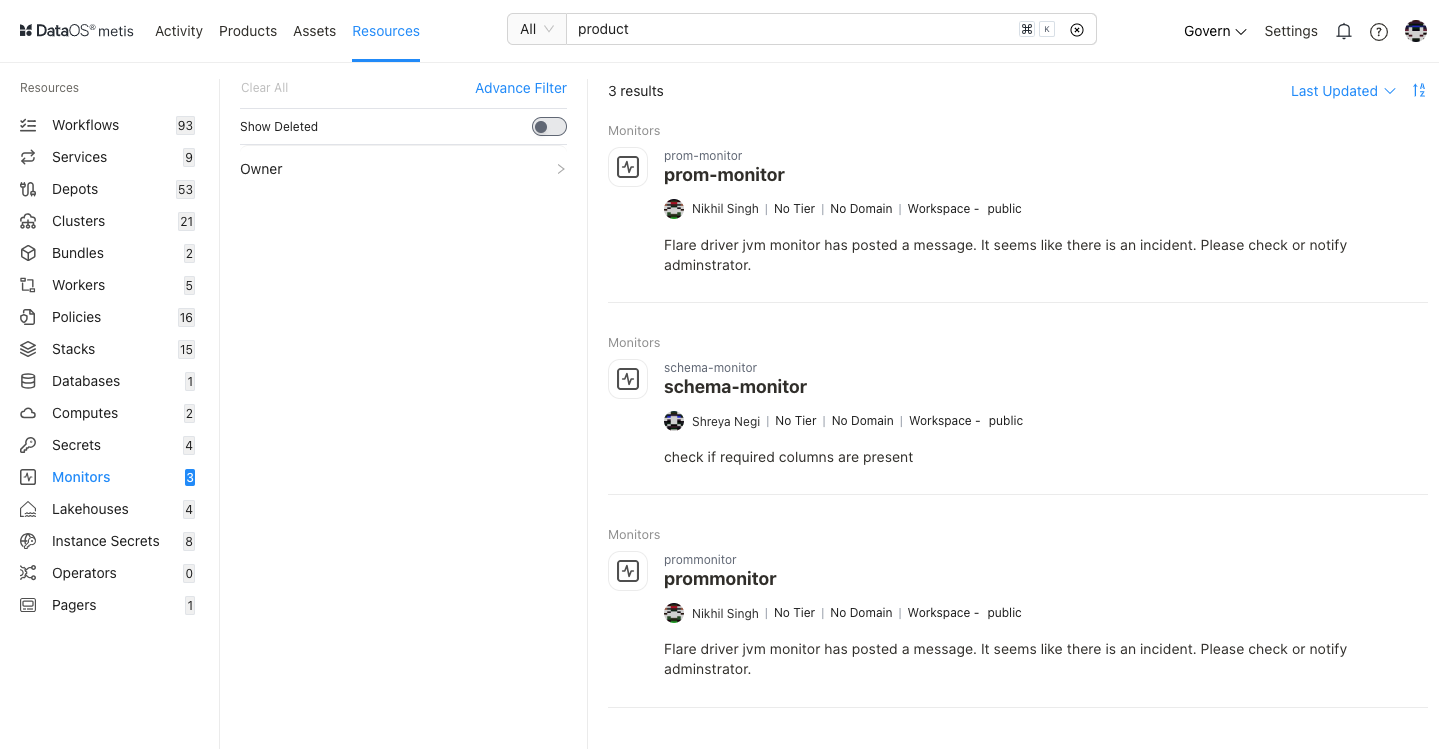 DataOS® metis Activity Products Assets Resources All product ⌘ K Govern Settings
Resources
Workflows 93
Services 9
Depots 53
Clusters 21
Bundles 2
Workers 5
Policies 16
Stacks 15
Databases 1
Computes 2
Secrets 4
Monitors 3
Lakehouses 4
Instance Secrets 8
Operators 0
Pagers 1
Clear All Advance Filter
Show Deleted
Owner
3 results Last Updated
Monitors
prom-monitor
prom-monitor
Nikhil Singh | No Tier | No Domain | Workspace - public
Flare driver jvm monitor has posted a message. It seems like there is an incident. Please check or notify
adminstrator.
Monitors
schema-monitor
schema-monitor
Shreya Negi | No Tier | No Domain | Workspace - public
check if required columns are present
Monitors
prommonitor
prommonitor
Nikhil Singh | No Tier | No Domain | Workspace - public
Flare driver jvm monitor has posted a message. It seems like there is an incident. Please check or notify
adminstrator.